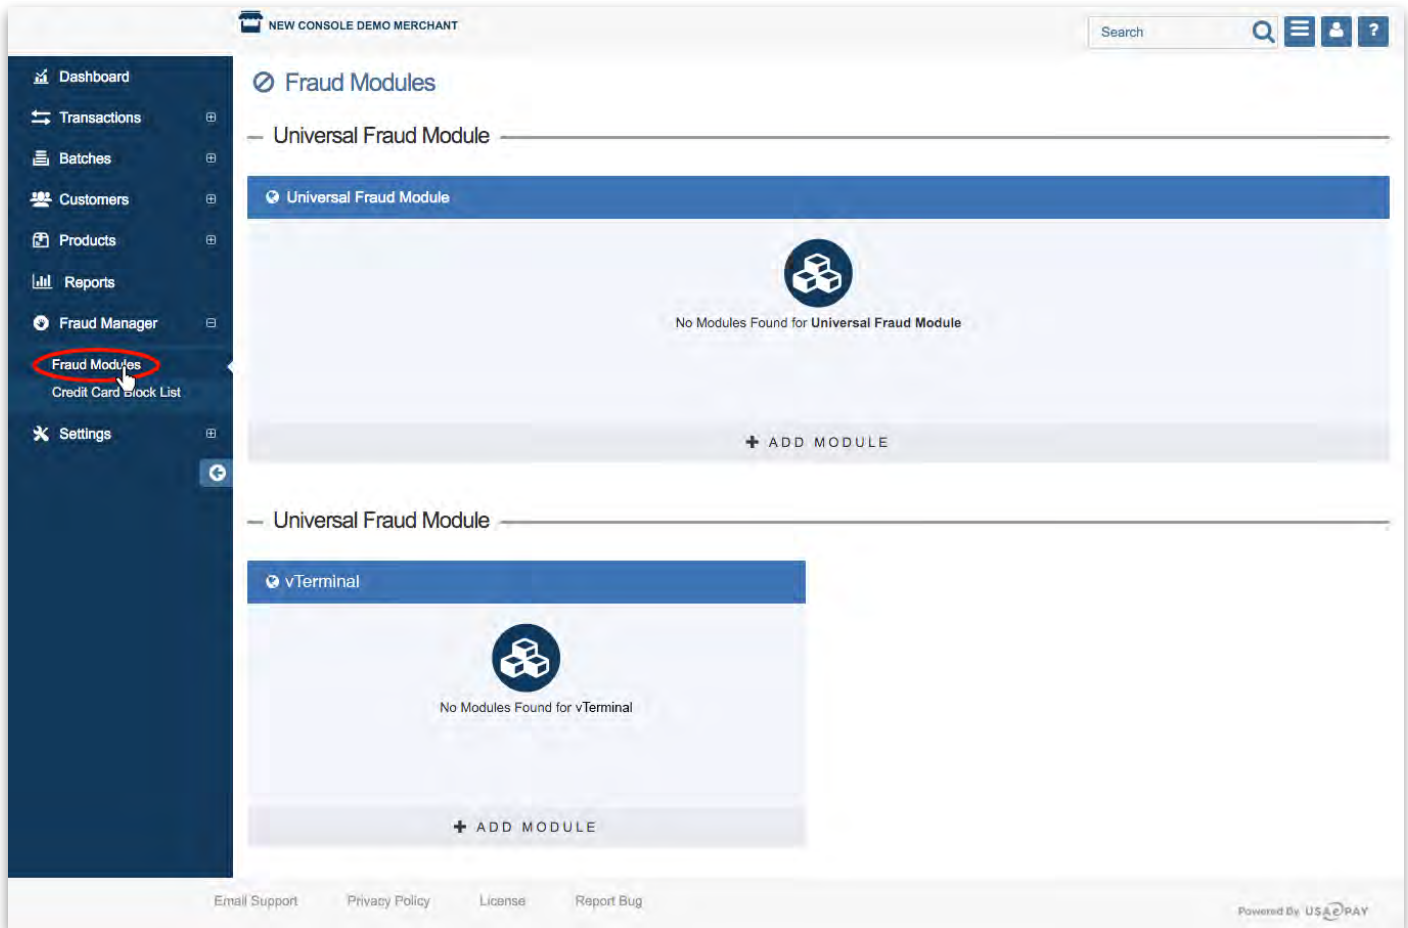 NEW CONSOLE DEMO MERCHANT
Search
?
Dashboard
Transactions
Batches
Customers
Products
Reports
Fraud Manager
Fraud Modules
Credit Card Block List
Settings
Fraud Modules
Universal Fraud Module
Universal Fraud Module
No Modules Found for Universal Fraud Module
+ ADD MODULE
Universal Fraud Module
vTerminal
No Modules Found for vTerminal
+ ADD MODULE
Email Support Privacy Policy License Report Bug
Powered By USAePAY